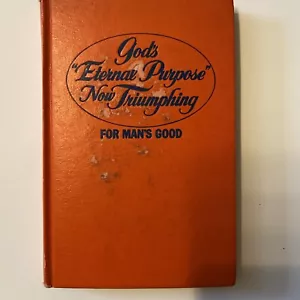 God's
"Eternal Purpose"
Now Triumphing
FOR MAN'S GOOD